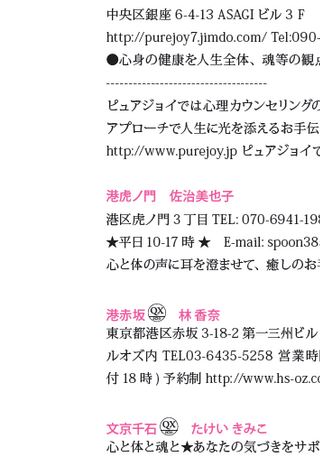 中央区銀座 6-4-13 ASAGI ビル 3 F
http://purejoy7.jimdo.com/ Tel:090-
●心身の健康を人生全体、魂等の観点
------------------------------------
ピュアジョイでは心理カウンセリングの
アプローチで人生に光を添えるお手伝
http://www.purejoy.jp ピュアジョイで
港虎ノ門 佐治美也子
港区虎ノ門 3 丁目 TEL: 070-6941-198
★平日 10-17 時 ★ E-mail: spoon38
心と体の声に耳を澄ませて、癒しのお手
港赤坂 QX 林 香奈
東京都港区赤坂 3-18-2 第一三州ビル
ルオズ内 TEL03-6435-5258 営業時
付 18 時 ) 予約制 http://www.hs-oz.co
文京千石 QX たけい きみこ
心と体と魂と★あなたの気づきをサポ